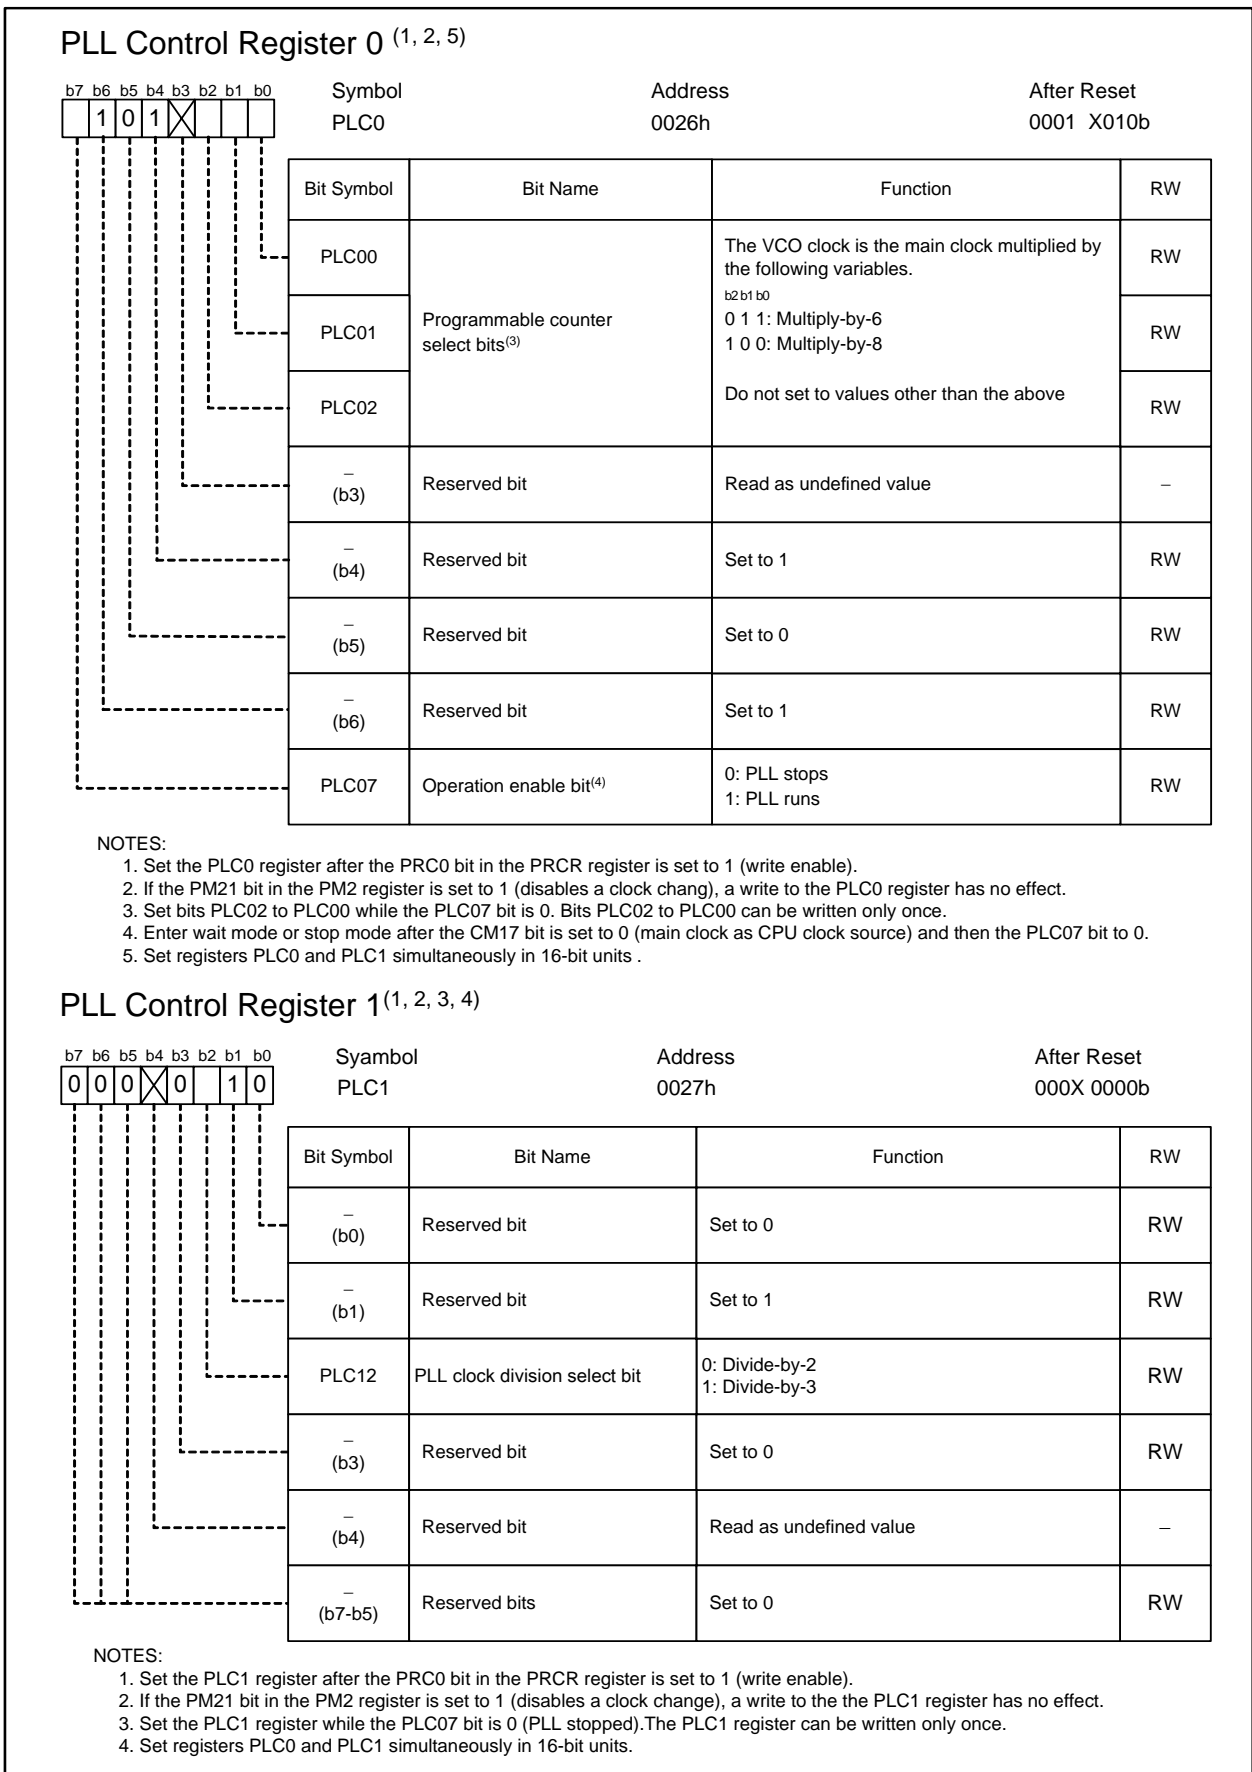 PLL Control Register 0 (1, 2, 5)
b7 b6 b5 b4 b3 b2 b1 b0
1 0 1
Symbol Address After Reset
PLC0 0026h 0001 X010b
Bit Symbol Bit Name Function RW
PLC00 RW
PLC01 RW
PLC02 RW
Programmable counter
select bits(3)
The VCO clock is the main clock multiplied by
the following variables.
b2 b1 b0
0 1 1: Multiply-by-6
1 0 0: Multiply-by-8
Do not set to values other than the above
–
(b3) Reserved bit Read as undefined value –
–
(b4) Reserved bit Set to 1 RW
–
(b5) Reserved bit Set to 0 RW
–
(b6) Reserved bit Set to 1 RW
PLC07 Operation enable bit(4) 0: PLL stops
1: PLL runs RW
NOTES:
1. Set the PLC0 register after the PRC0 bit in the PRCR register is set to 1 (write enable).
2. If the PM21 bit in the PM2 register is set to 1 (disables a clock chang), a write to the PLC0 register has no effect.
3. Set bits PLC02 to PLC00 while the PLC07 bit is 0. Bits PLC02 to PLC00 can be written only once.
4. Enter wait mode or stop mode after the CM17 bit is set to 0 (main clock as CPU clock source) and then the PLC07 bit to 0.
5. Set registers PLC0 and PLC1 simultaneously in 16-bit units .
PLL Control Register 1(1, 2, 3, 4)
b7 b6 b5 b4 b3 b2 b1 b0
0 0 0 0 1 0
Syambol Address After Reset
PLC1 0027h 000X 0000b
Bit Symbol Bit Name Function RW
–
(b0) Reserved bit Set to 0 RW
–
(b1) Reserved bit Set to 1 RW
PLC12 PLL clock division select bit 0: Divide-by-2
1: Divide-by-3 RW
–
(b3) Reserved bit Set to 0 RW
–
(b4) Reserved bit Read as undefined value –
–
(b7-b5) Reserved bits Set to 0 RW
NOTES:
1. Set the PLC1 register after the PRC0 bit in the PRCR register is set to 1 (write enable).
2. If the PM21 bit in the PM2 register is set to 1 (disables a clock change), a write to the the PLC1 register has no effect.
3. Set the PLC1 register while the PLC07 bit is 0 (PLL stopped).The PLC1 register can be written only once.
4. Set registers PLC0 and PLC1 simultaneously in 16-bit units.